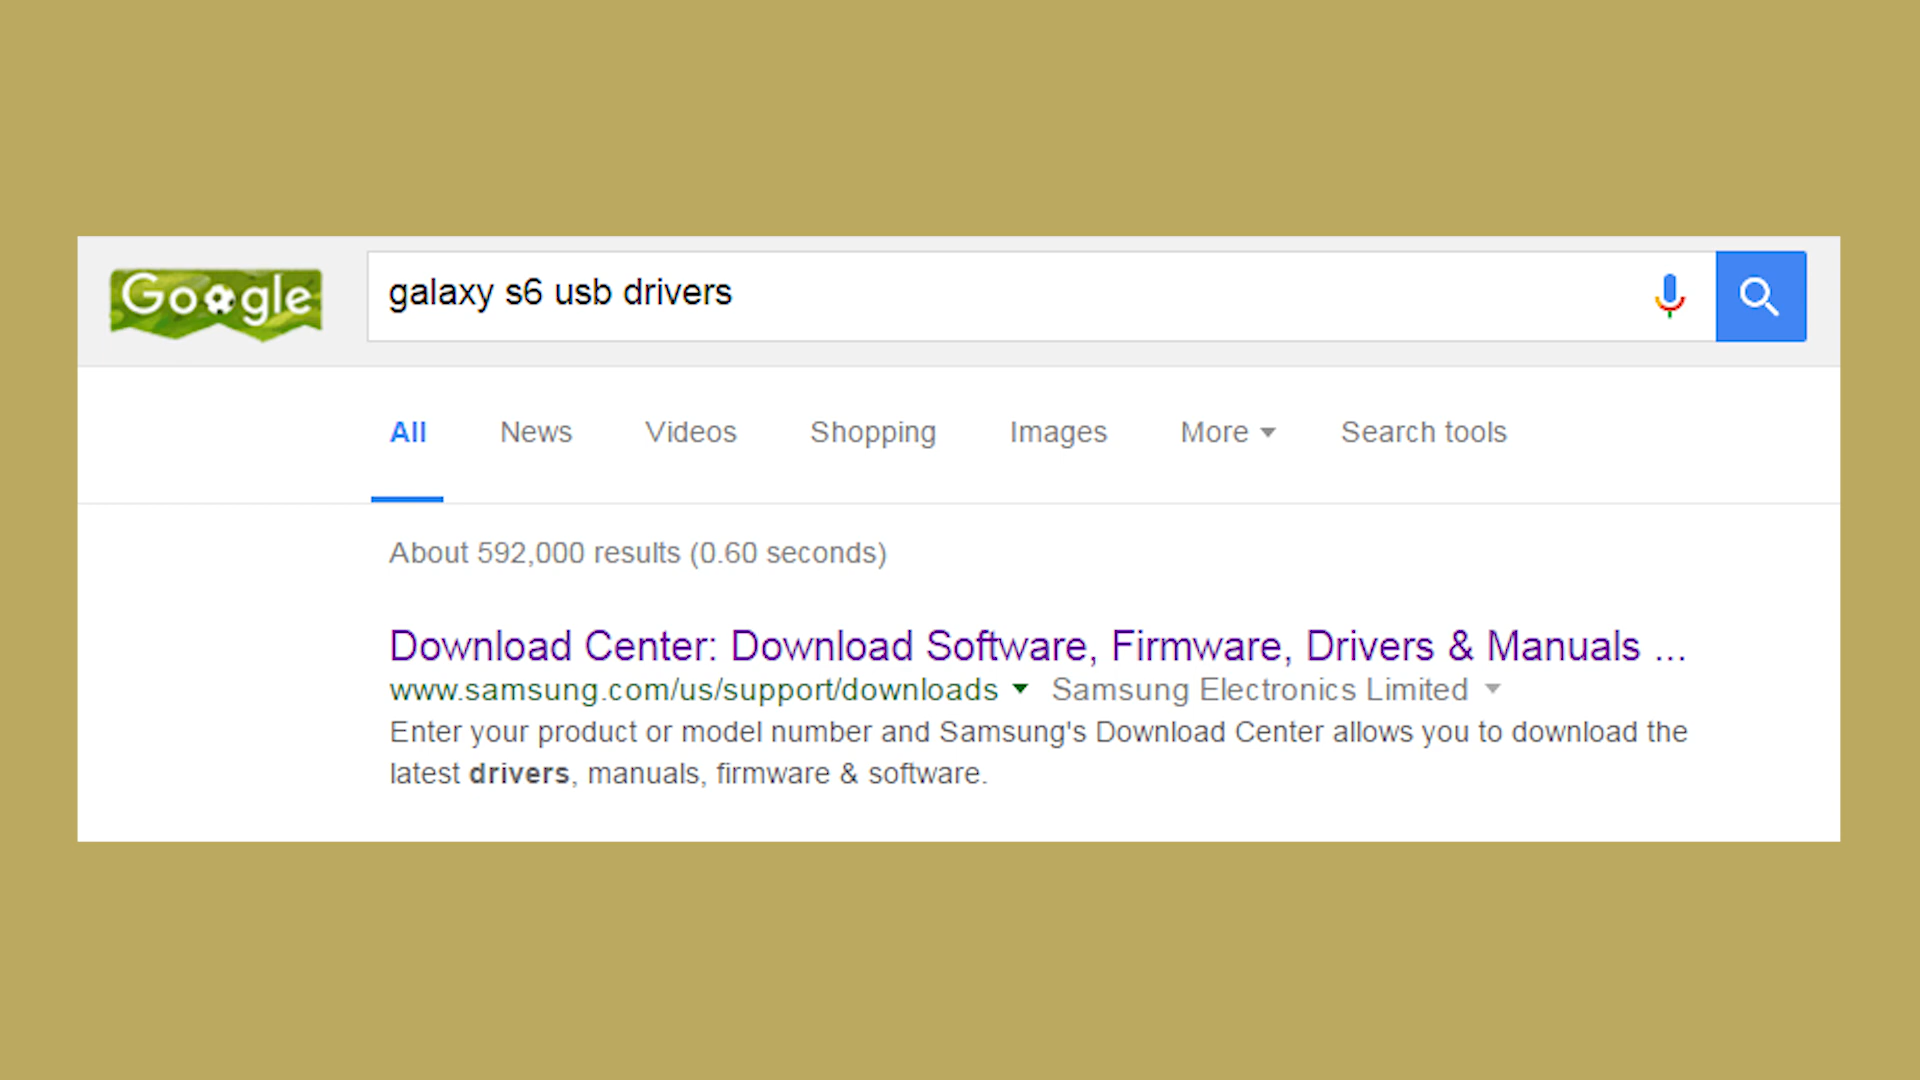 Google
galaxy s6 usb drivers
All News Videos Shopping Images More Search tools
About 592,000 results (0.60 seconds)
Download Center: Download Software, Firmware, Drivers & Manuals ...
www.samsung.com/us/support/downloads Samsung Electronics Limited
Enter your product or model number and Samsung's Download Center allows you to download the
latest drivers, manuals, firmware & software.